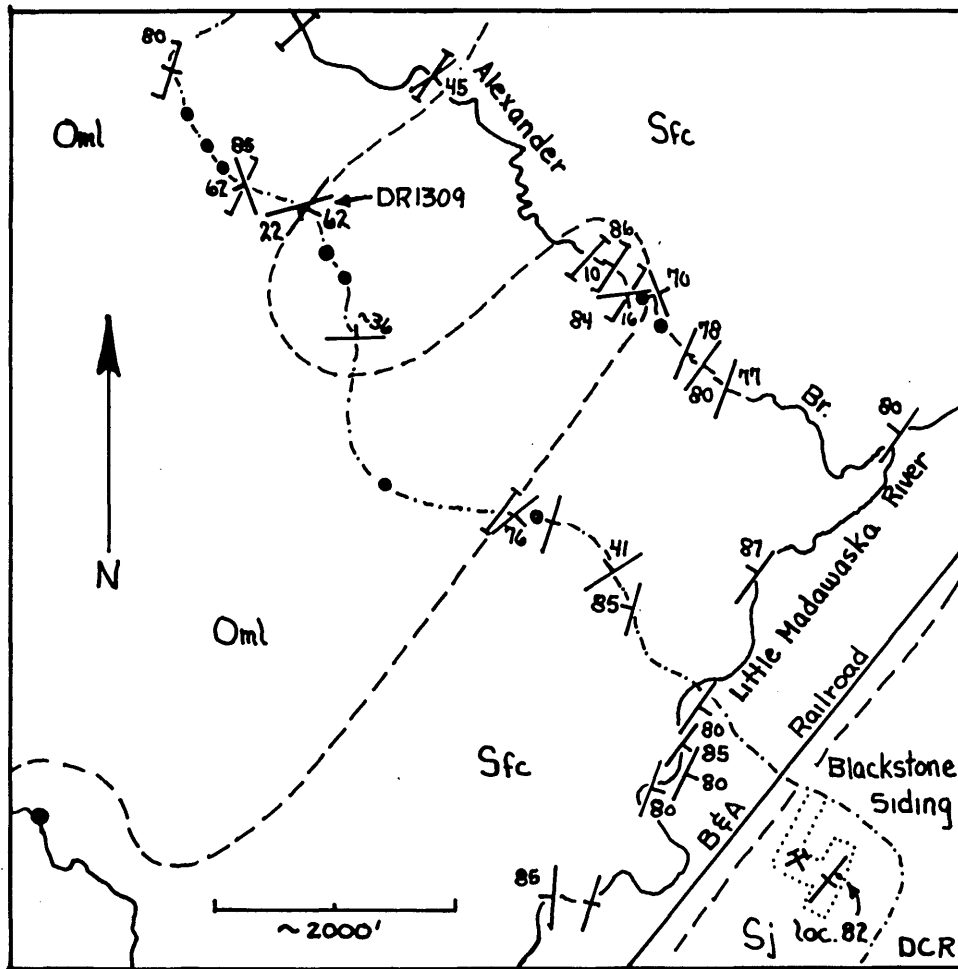 80
45
Alexander
Oml
Sfc
85
62
DR1309
22
62
86
10
70
84
16
~36
78
80
77
Br.
80
N
76
41
87
85
Oml
Little Madawaska River
Railroad
80
85
80
80
Sfc
B&A
Blackstone
Siding
85
~2000'
Sj
loc. 82
DCR